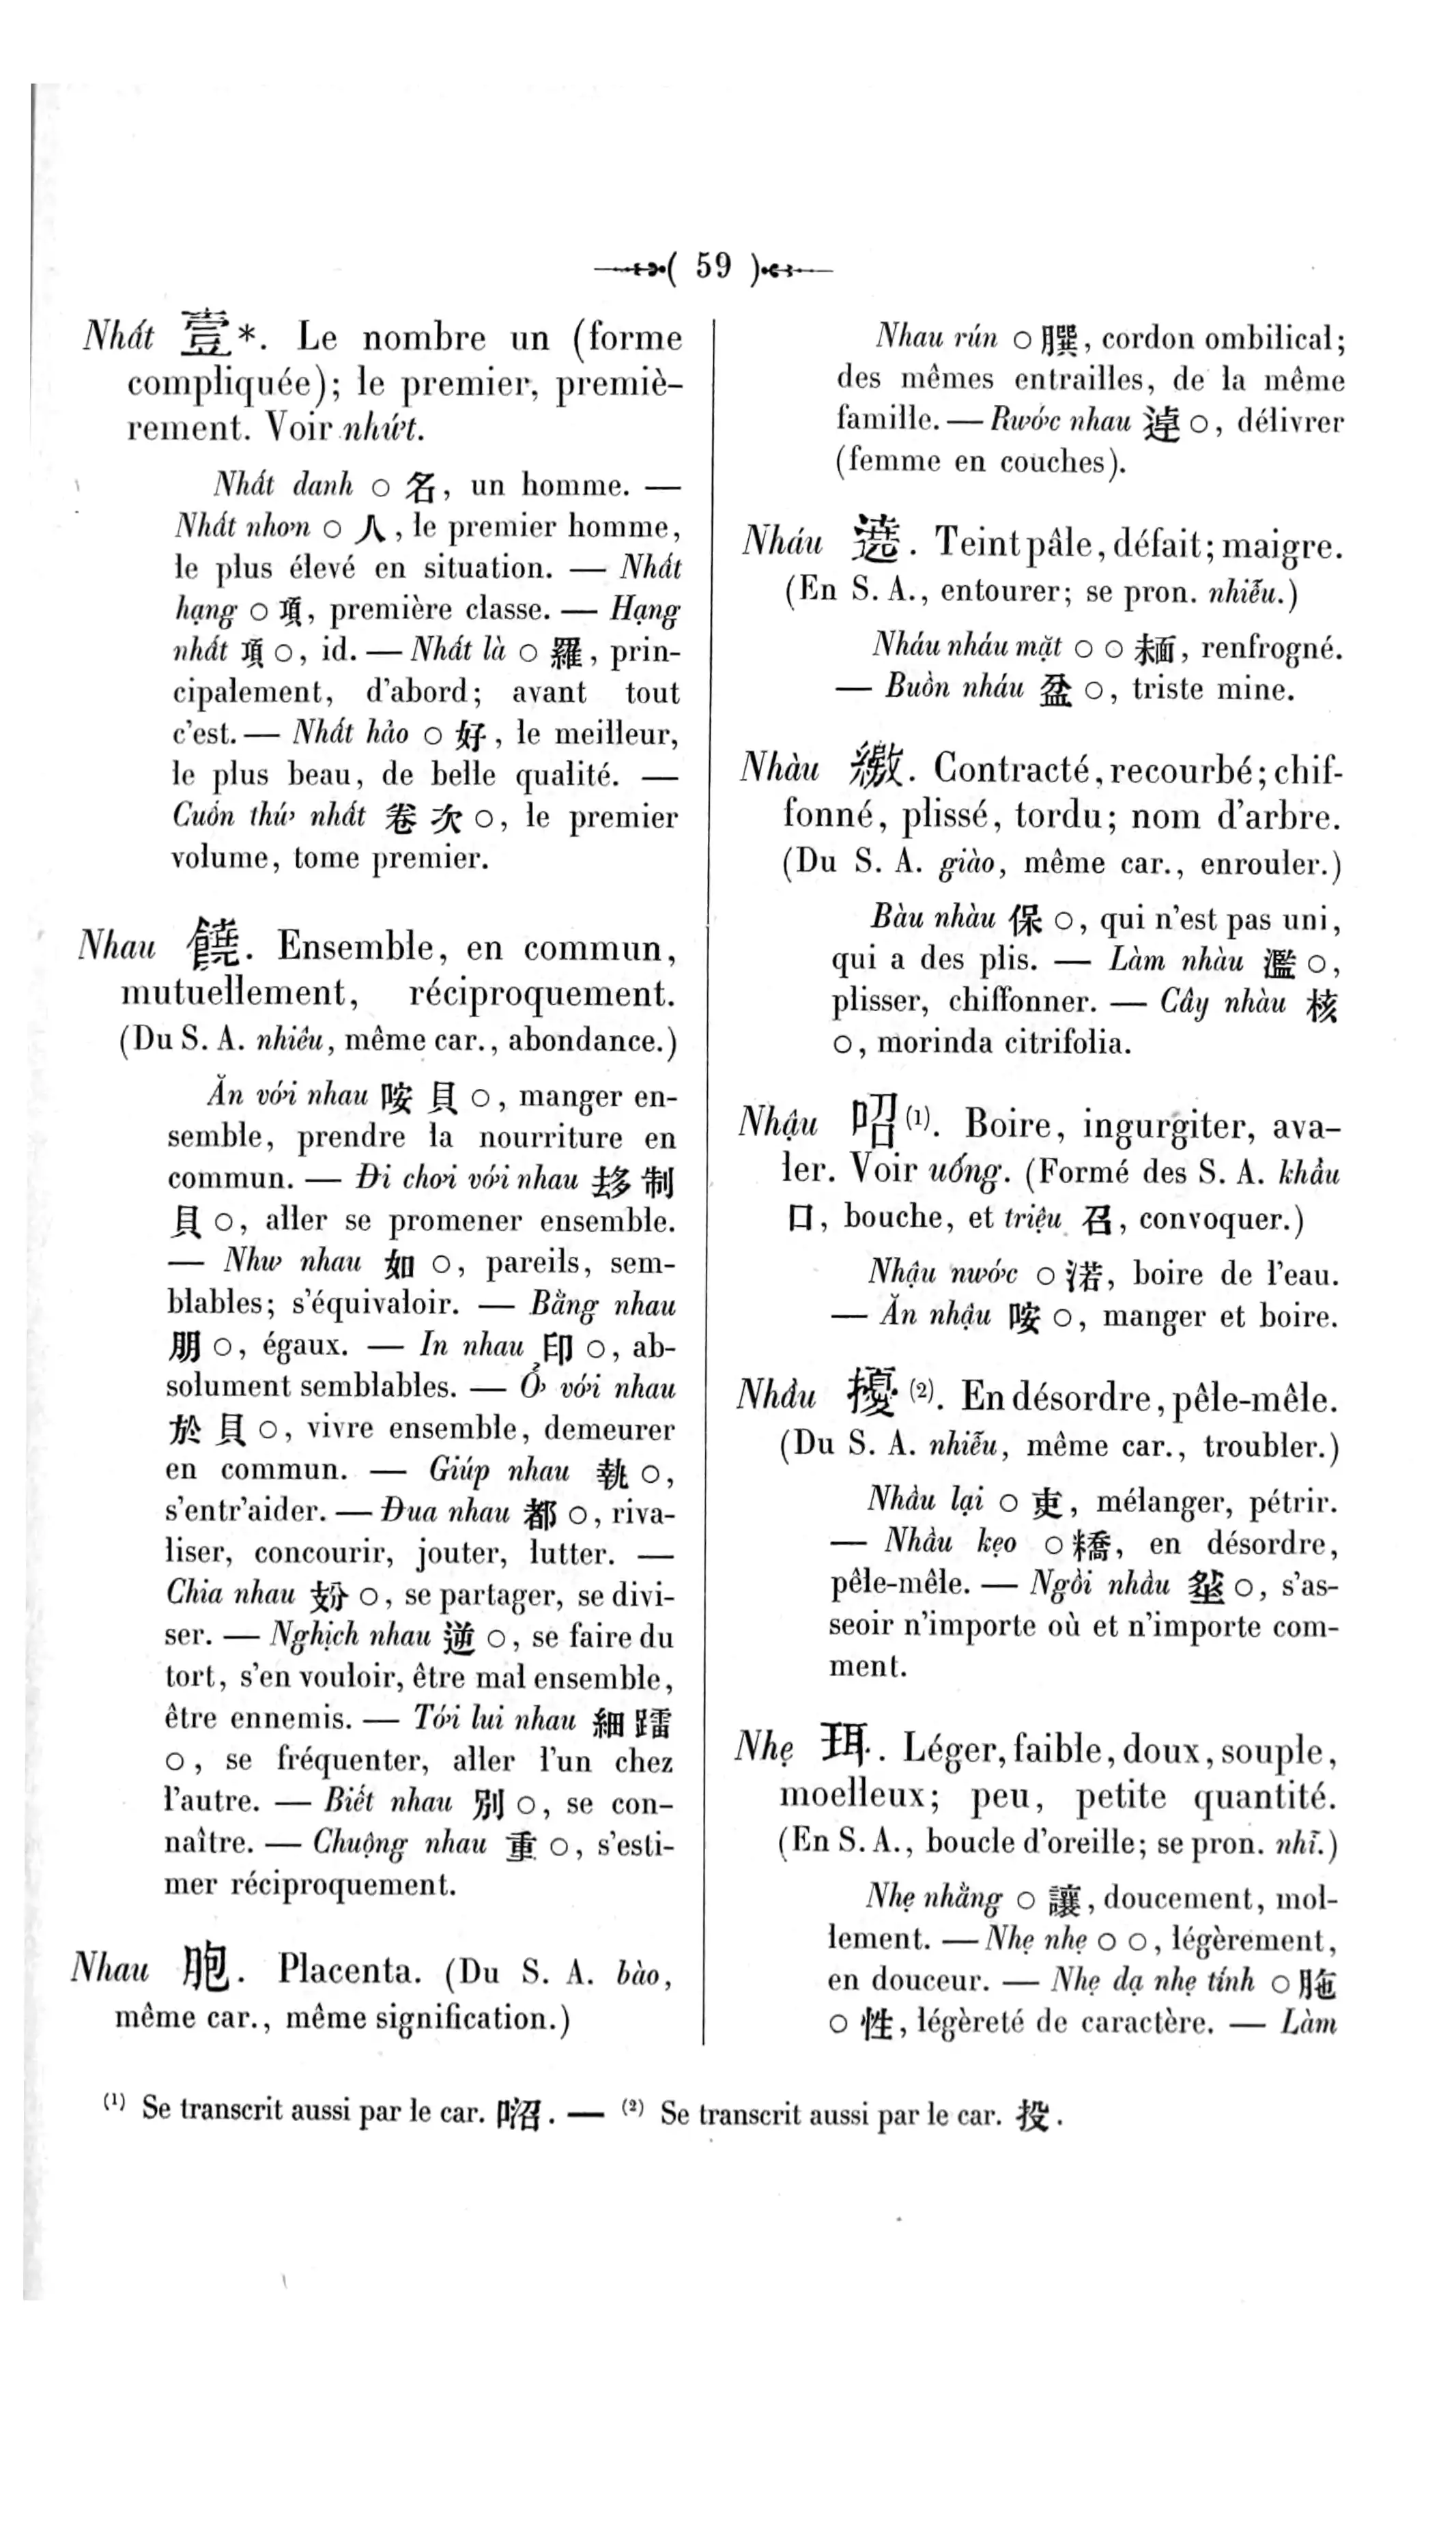 ( 59 )
Nhất 壹*. Le nombre un (forme
compliquée); le premier, premiè-
rement. Voir nhứt.
Nhất danh ○ 名, un homme. —
Nhất nhơn ○ 人, le premier homme,
le plus élevé en situation. — Nhất
hạng ○ 項, première classe. — Hạng
nhất 項 ○, id. — Nhất là ○ 羅, prin-
cipalement, d'abord; avant tout
c'est. — Nhất hảo ○ 好, le meilleur,
le plus beau, de belle qualité. —
Cuồn thứ nhất 卷 次 ○, le premier
volume, tome premier.
Nhau 饒. Ensemble, en commun,
mutuellement, réciproquement.
(Du S. A. nhiêu, même car., abondance.)
Ăn với nhau 咹 貝 ○, manger en-
semble, prendre la nourriture en
commun. — Đi chơi với nhau 𠫾 制
貝 ○, aller se promener ensemble.
— Như nhau 如 ○, pareils, sem-
blables; s'équivaloir. — Bằng nhau
朋 ○, égaux. — In nhau 印 ○, ab-
solument semblables. — Ở với nhau
於 貝 ○, vivre ensemble, demeurer
en commun. — Giúp nhau 執 ○,
s'entr'aider. — Đua nhau 都 ○, riva-
liser, concourir, jouter, lutter. —
Chia nhau ○, se partager, se divi-
ser. — Nghịch nhau 逆 ○, se faire du
tort, s'en vouloir, être mal ensemble,
être ennemis. — Tới lui nhau 細 𨀤
○, se fréquenter, aller l'un chez
l'autre. — Biết nhau 別 ○, se con-
naître. — Chuộng nhau 重 ○, s'esti-
mer réciproquement.
Nhau 胞. Placenta. (Du S. A. bào,
même car., même signification.)
Nhau rún ○, cordon ombilical;
des mêmes entrailles, de la même
famille. — Rước nhau 逴 ○, délivrer
(femme en couches).
Nháu 遶. Teint pâle, défait; maigre.
(En S. A., entourer; se pron. nhiễu.)
Nháu nháu mặt ○ ○ 𩈘, renfrogné.
— Buồn nháu 盆 ○, triste mine.
Nhàu 繳. Contracté, recourbé; chif-
fonné, plissé, tordu; nom d'arbre.
(Du S. A. giảo, même car., enrouler.)
Bàu nhàu 保 ○, qui n'est pas uni,
qui a des plis. — Làm nhàu 濫 ○,
plisser, chiffonner. — Cây nhàu 核
○, morinda citrifolia.
Nhậu 㕽 (1). Boire, ingurgiter, ava-
ler. Voir uống. (Formé des S. A. khẩu
口, bouche, et triệu 召, convoquer.)
Nhậu nước ○ 渃, boire de l'eau.
— Ăn nhậu 咹 ○, manger et boire.
Nhầu 擾 (2). En désordre, pêle-mêle.
(Du S. A. nhiễu, même car., troubler.)
Nhầu lại ○ 吏, mélanger, pétrir.
— Nhầu kẹo ○, en désordre,
pêle-mêle. — Ngồi nhầu ○, s'as-
seoir n'importe où et n'importe com-
ment.
Nhẹ 珥. Léger, faible, doux, souple,
moelleux; peu, petite quantité.
(En S. A., boucle d'oreille; se pron. nhĩ.)
Nhẹ nhẳng ○ 讓, doucement, mol-
lement. — Nhẹ nhẹ ○ ○, légèrement,
en douceur. — Nhẹ dạ nhẹ tính ○
○ 性, légèreté de caractère. — Làm
(1) Se transcrit aussi par le car. — (2) Se transcrit aussi par le car. 投.